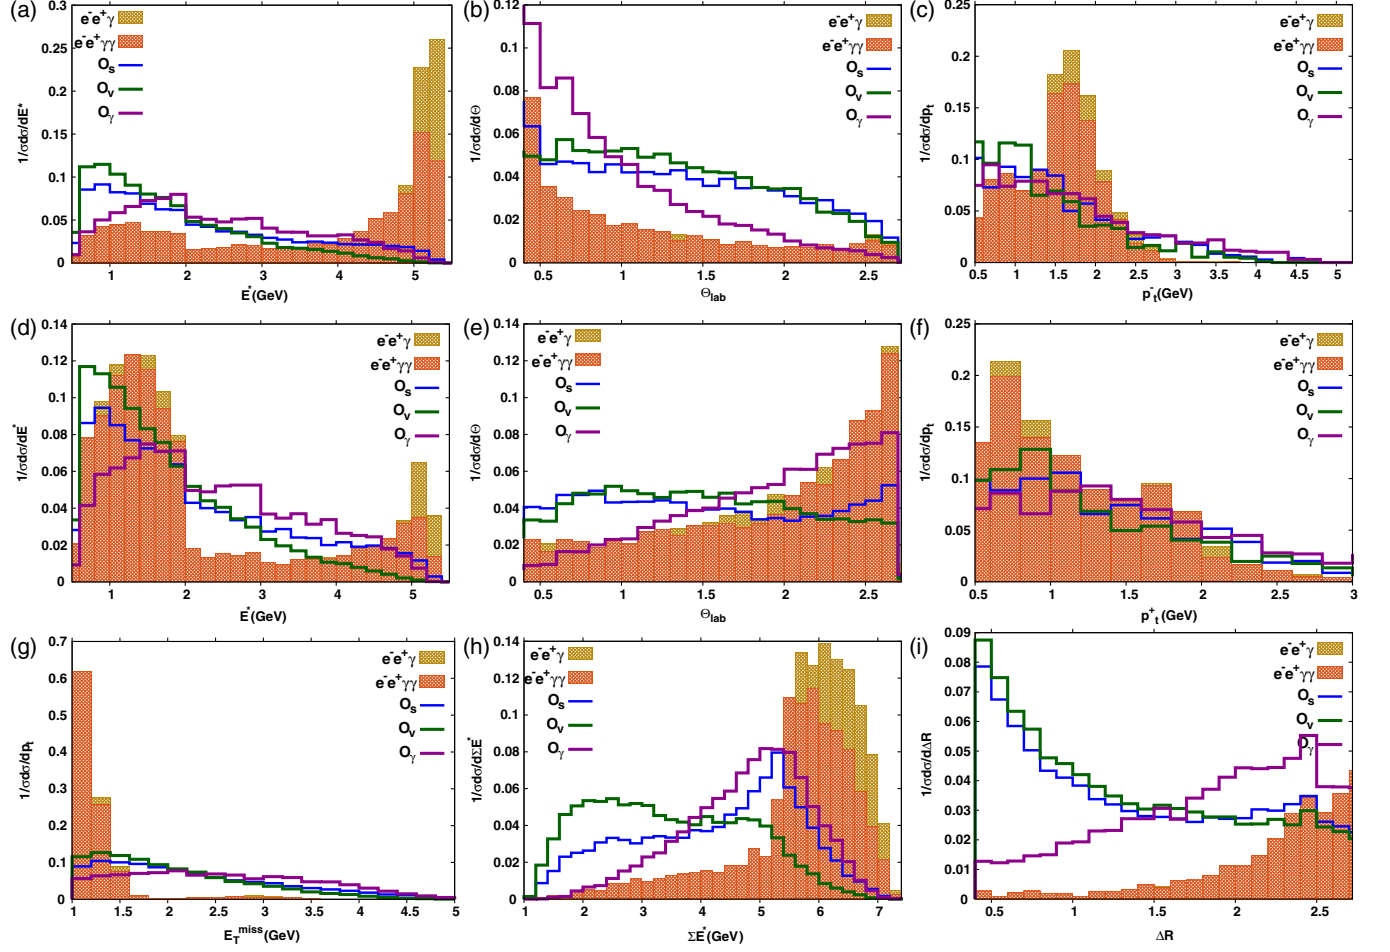 (a)
1/σdσ/dE*
0.3
0.25
0.2
0.15
0.1
0.05
0
e⁻e⁺γ
e⁻e⁺γγ
O_s
O_v
O_γ
1 2 3 4 5
E*(GeV)
(b)
1/σdσ/dΘ
0.12
0.1
0.08
0.06
0.04
0.02
0
e⁻e⁺γ
e⁻e⁺γγ
O_s
O_v
O_γ
0.5 1 1.5 2 2.5
Θ_lab
(c)
1/σdσ/dp_t
0.25
0.2
0.15
0.1
0.05
0
e⁻e⁺γ
e⁻e⁺γγ
O_s
O_v
O_γ
0.5 1 1.5 2 2.5 3 3.5 4 4.5 5
p⁻_t(GeV)
(d)
1/σdσ/dE*
0.14
0.12
0.1
0.08
0.06
0.04
0.02
0
e⁻e⁺γ
e⁻e⁺γγ
O_s
O_v
O_γ
1 2 3 4 5
E*(GeV)
(e)
1/σdσ/dΘ
0.14
0.12
0.1
0.08
0.06
0.04
0.02
0
e⁻e⁺γ
e⁻e⁺γγ
O_s
O_v
O_γ
0.5 1 1.5 2 2.5
Θ_lab
(f)
1/σdσ/dp_t
0.25
0.2
0.15
0.1
0.05
0
e⁻e⁺γ
e⁻e⁺γγ
O_s
O_v
O_γ
0.5 1 1.5 2 2.5 3
p⁺_t(GeV)
(g)
1/σdσ/dp_t
0.7
0.6
0.5
0.4
0.3
0.2
0.1
0
e⁻e⁺γ
e⁻e⁺γγ
O_s
O_v
O_γ
1 1.5 2 2.5 3 3.5 4 4.5 5
E_T^miss(GeV)
(h)
1/σdσ/dΣE*
0.14
0.12
0.1
0.08
0.06
0.04
0.02
0
e⁻e⁺γ
e⁻e⁺γγ
O_s
O_v
O_γ
1 2 3 4 5 6 7
ΣE*(GeV)
(i)
1/σdσ/dΔR
0.09
0.08
0.07
0.06
0.05
0.04
0.03
0.02
0.01
0
e⁻e⁺γ
e⁻e⁺γγ
O_s
O_v
O_γ
0.5 1 1.5 2 2.5
ΔR